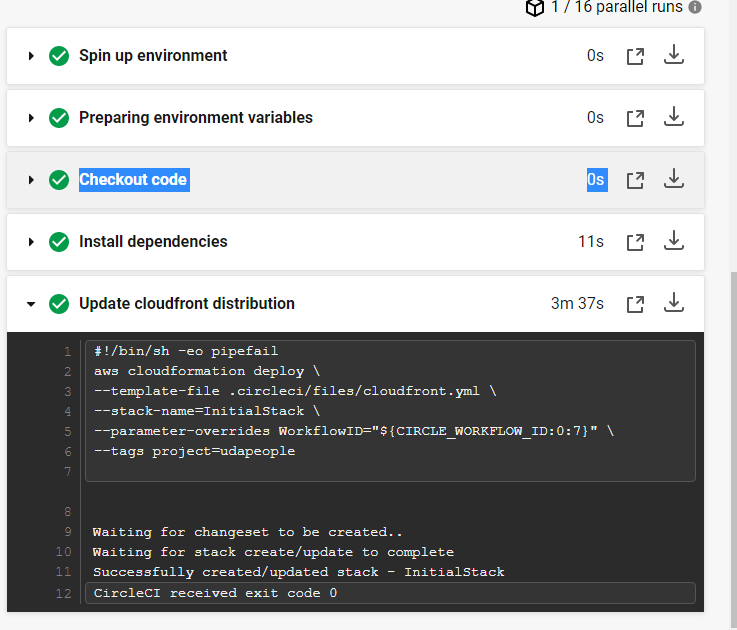 1 / 16 parallel runs
Spin up environment 0s
Preparing environment variables 0s
Checkout code 0s
Install dependencies 11s
Update cloudfront distribution 3m 37s
1 #!/bin/sh -eo pipefail
2 aws cloudformation deploy \
3 --template-file .circleci/files/cloudfront.yml \
4 --stack-name=InitialStack \
5 --parameter-overrides WorkflowID="${CIRCLE_WORKFLOW_ID:0:7}" \
6 --tags project=udapeople
7
8
9 Waiting for changeset to be created..
10 Waiting for stack create/update to complete
11 Successfully created/updated stack - InitialStack
12 CircleCI received exit code 0